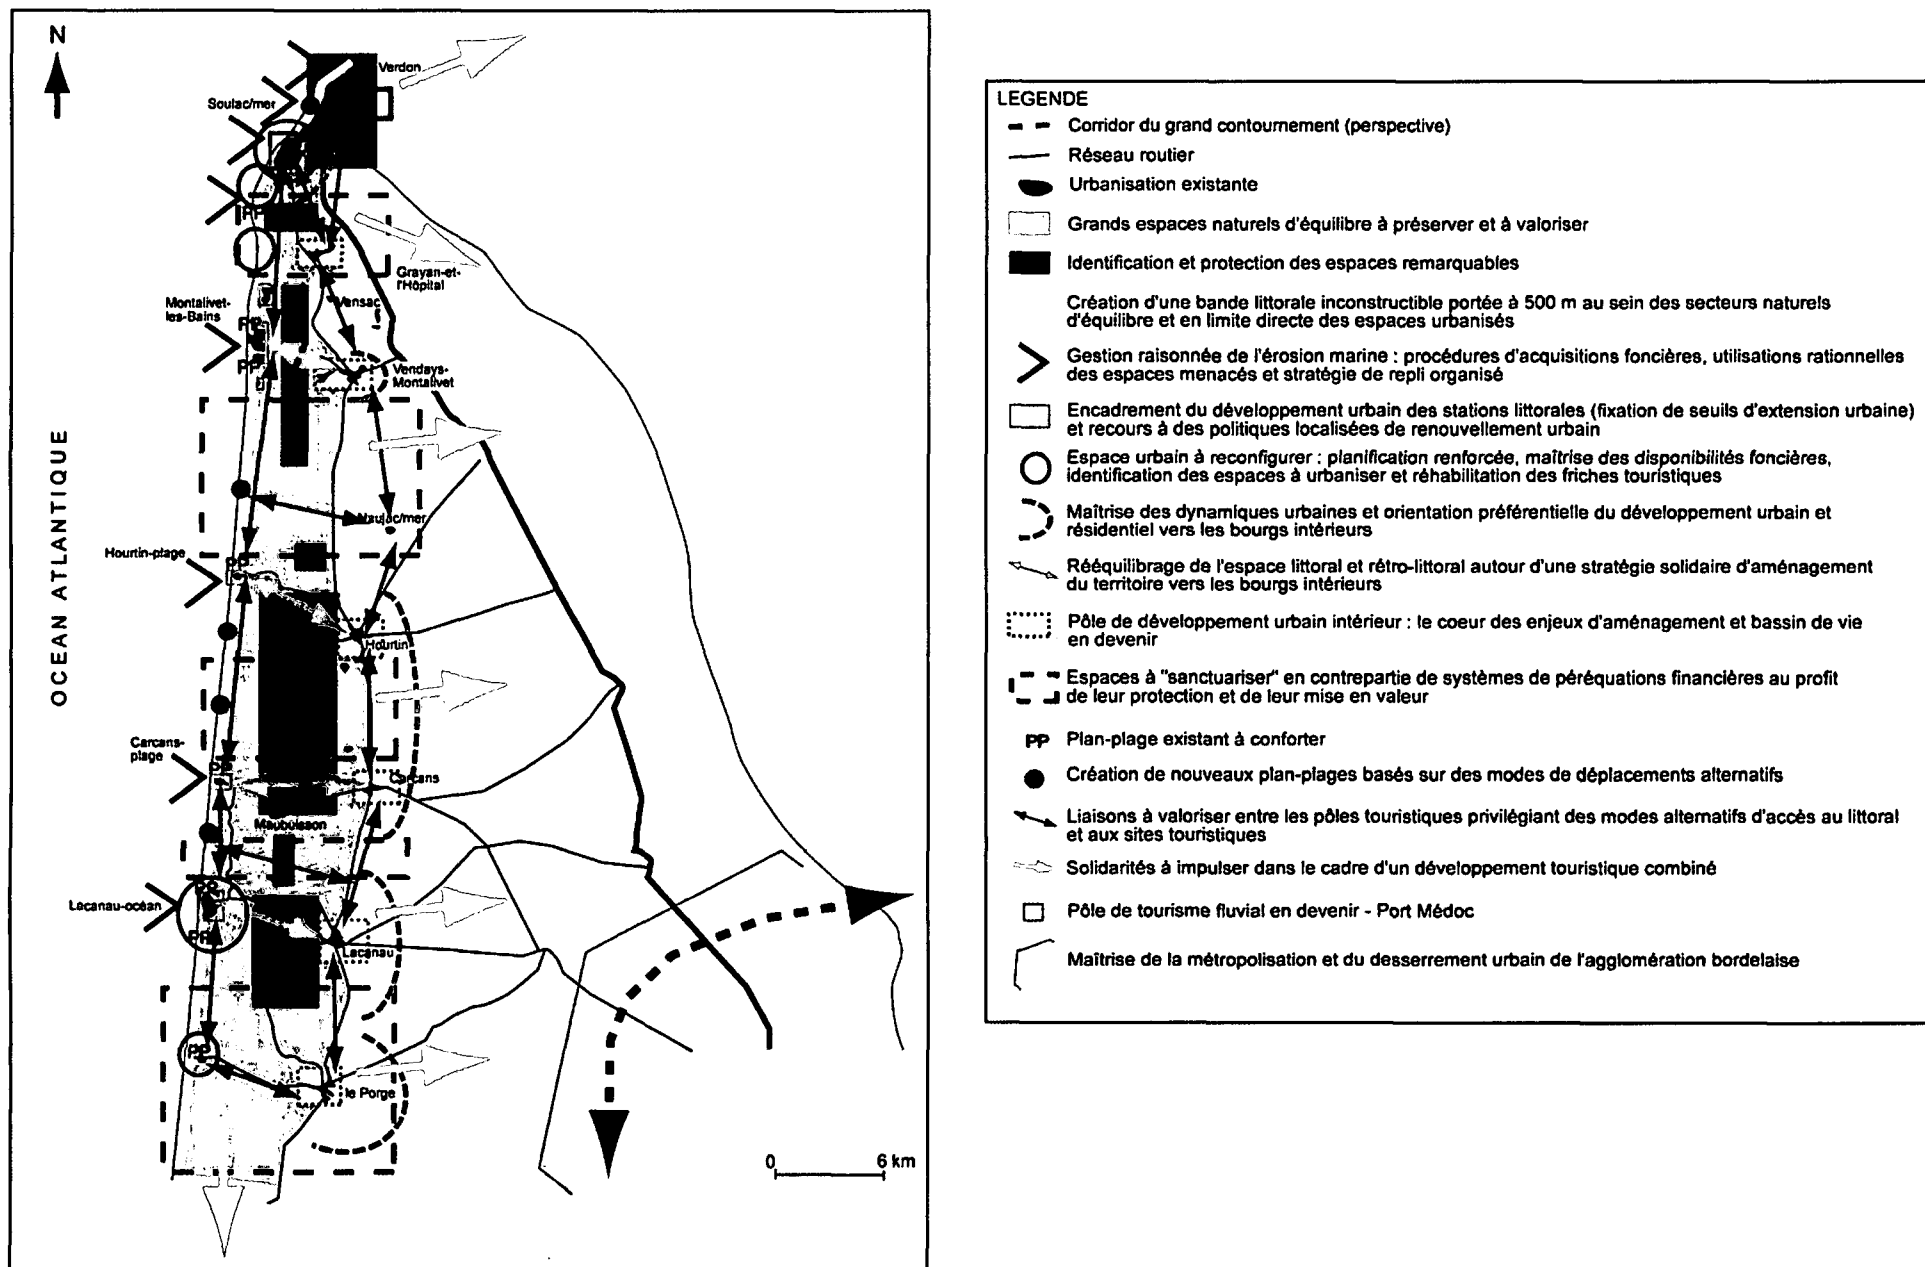 N
Verdon
Soulac/mer
PP
Grayan-et-
l'Hôpital
Montalivet-
les-Bains
Vensac
PP
PP
Vendays-
Montalivet
OCEAN ATLANTIQUE
Naujac/mer
Hourtin-plage
PP
Hourtin
Carcans-
plage
PP
Carcans
Maubuisson
Lacanau-océan
PP
PP
Lacanau
PP
le Porge
0 6 km
LEGENDE
Corridor du grand contournement (perspective)
Réseau routier
Urbanisation existante
Grands espaces naturels d'équilibre à préserver et à valoriser
Identification et protection des espaces remarquables
Création d'une bande littorale inconstructible portée à 500 m au sein des secteurs naturels
d'équilibre et en limite directe des espaces urbanisés
Gestion raisonnée de l'érosion marine : procédures d'acquisitions foncières, utilisations rationnelles
des espaces menacés et stratégie de repli organisé
Encadrement du développement urbain des stations littorales (fixation de seuils d'extension urbaine)
et recours à des politiques localisées de renouvellement urbain
Espace urbain à reconfigurer : planification renforcée, maîtrise des disponibilités foncières,
identification des espaces à urbaniser et réhabilitation des friches touristiques
Maîtrise des dynamiques urbaines et orientation préférentielle du développement urbain et
résidentiel vers les bourgs intérieurs
Rééquilibrage de l'espace littoral et rétro-littoral autour d'une stratégie solidaire d'aménagement
du territoire vers les bourgs intérieurs
Pôle de développement urbain intérieur : le coeur des enjeux d'aménagement et bassin de vie
en devenir
Espaces à "sanctuariser" en contrepartie de systèmes de péréquations financières au profit
de leur protection et de leur mise en valeur
PP Plan-plage existant à conforter
Création de nouveaux plan-plages basés sur des modes de déplacements alternatifs
Liaisons à valoriser entre les pôles touristiques privilégiant des modes alternatifs d'accès au littoral
et aux sites touristiques
Solidarités à impulser dans le cadre d'un développement touristique combiné
Pôle de tourisme fluvial en devenir - Port Médoc
Maîtrise de la métropolisation et du desserrement urbain de l'agglomération bordelaise